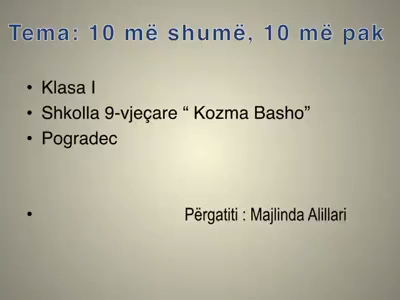 Tema: 10 më shumë, 10 më pak
• Klasa I
• Shkolla 9-vjeçare “ Kozma Basho”
• Pogradec
• Përgatiti : Majlinda Alillari